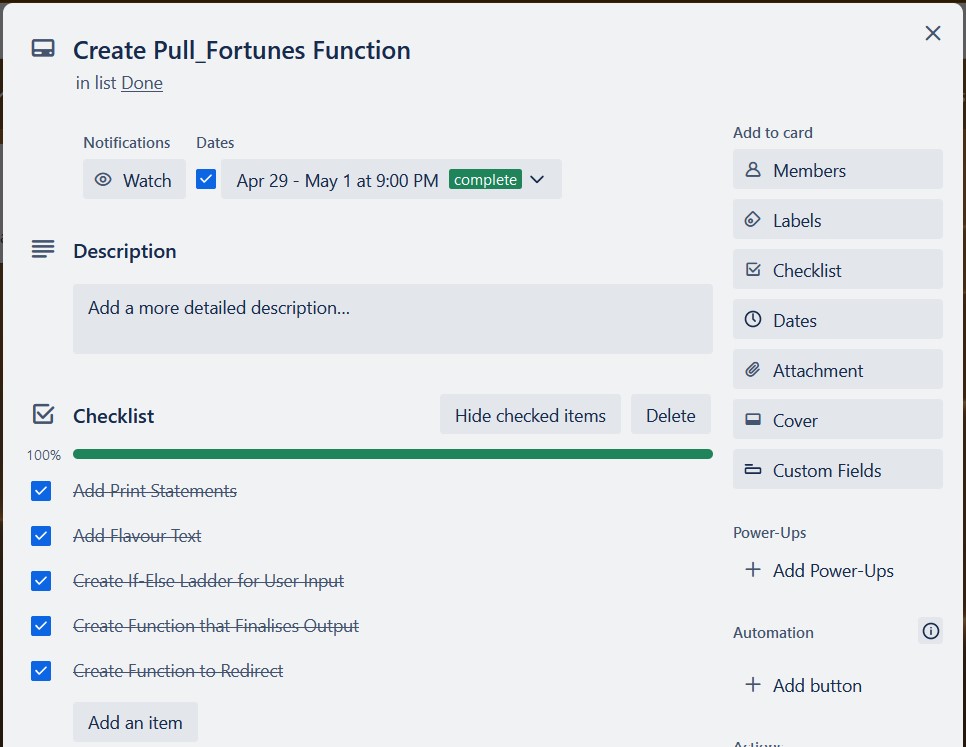 Create Pull_Fortunes Function
in list Done
Notifications
Dates
Watch
Apr 29 - May 1 at 9:00 PM complete
Description
Add a more detailed description...
Checklist
Hide checked items
Delete
100%
Add Print Statements
Add Flavour Text
Create If-Else Ladder for User Input
Create Function that Finalises Output
Create Function to Redirect
Add an item
Add to card
Members
Labels
Checklist
Dates
Attachment
Cover
Custom Fields
Power-Ups
Add Power-Ups
Automation
Add button